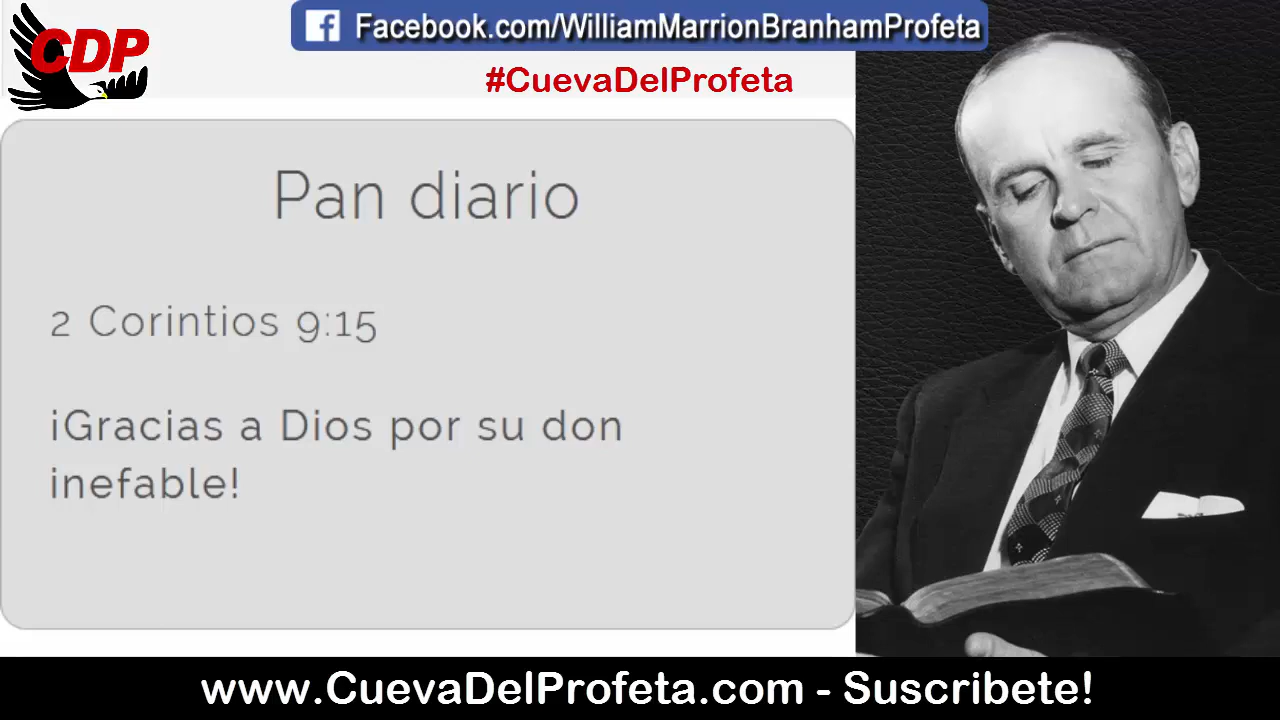 CDP
Facebook.com/WilliamMarrionBranhamProfeta
#CuevaDelProfeta
Pan diario
2 Corintios 9:15
¡Gracias a Dios por su don
inefable!
www.CuevaDelProfeta.com - Suscribete!